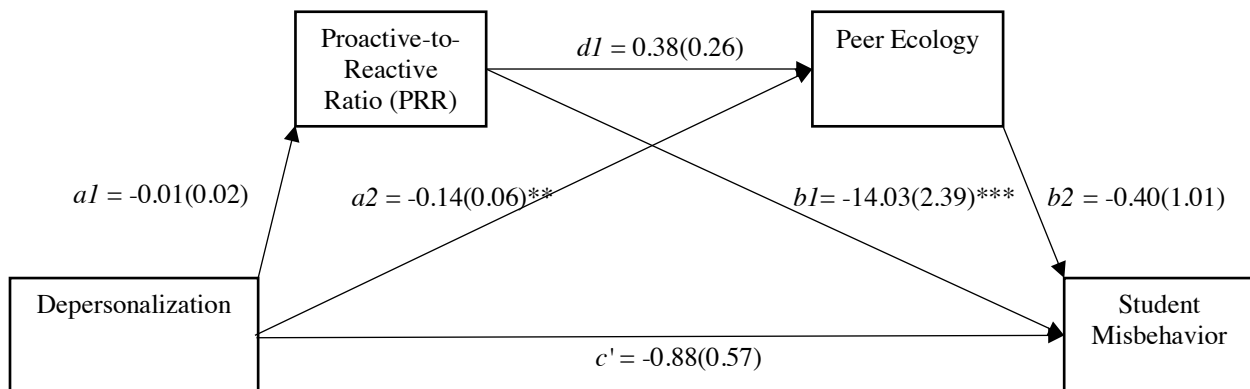 Proactive-to-
Reactive
Ratio (PRR)
d1 = 0.38(0.26)
Peer Ecology
a1 = -0.01(0.02)
a2 = -0.14(0.06)**
b1= -14.03(2.39)***
b2 = -0.40(1.01)
Depersonalization
Student
Misbehavior
c' = -0.88(0.57)